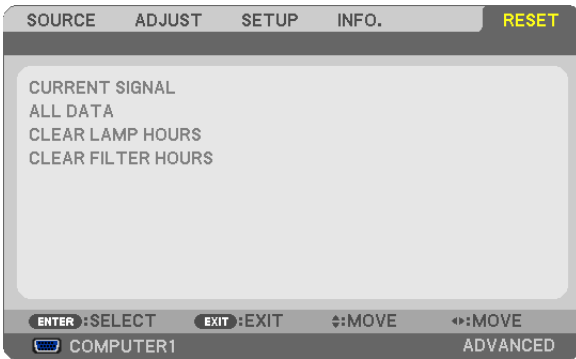 SOURCE ADJUST SETUP INFO. RESET
CURRENT SIGNAL
ALL DATA
CLEAR LAMP HOURS
CLEAR FILTER HOURS
ENTER :SELECT EXIT :EXIT :MOVE :MOVE
COMPUTER1 ADVANCED